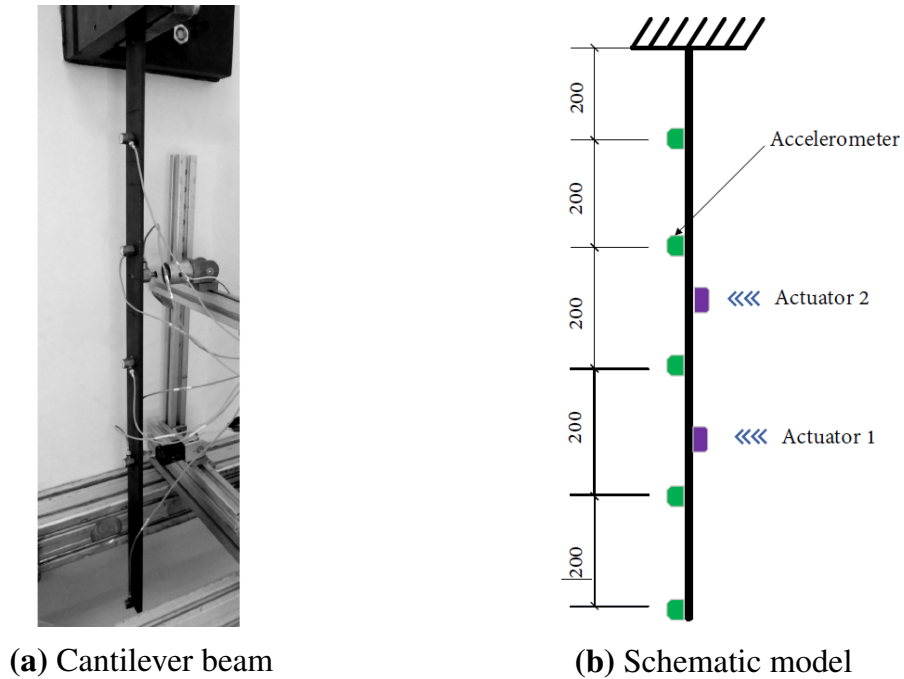 200
200
200
200
200
Accelerometer
Actuator 2
Actuator 1
(a) Cantilever beam
(b) Schematic model